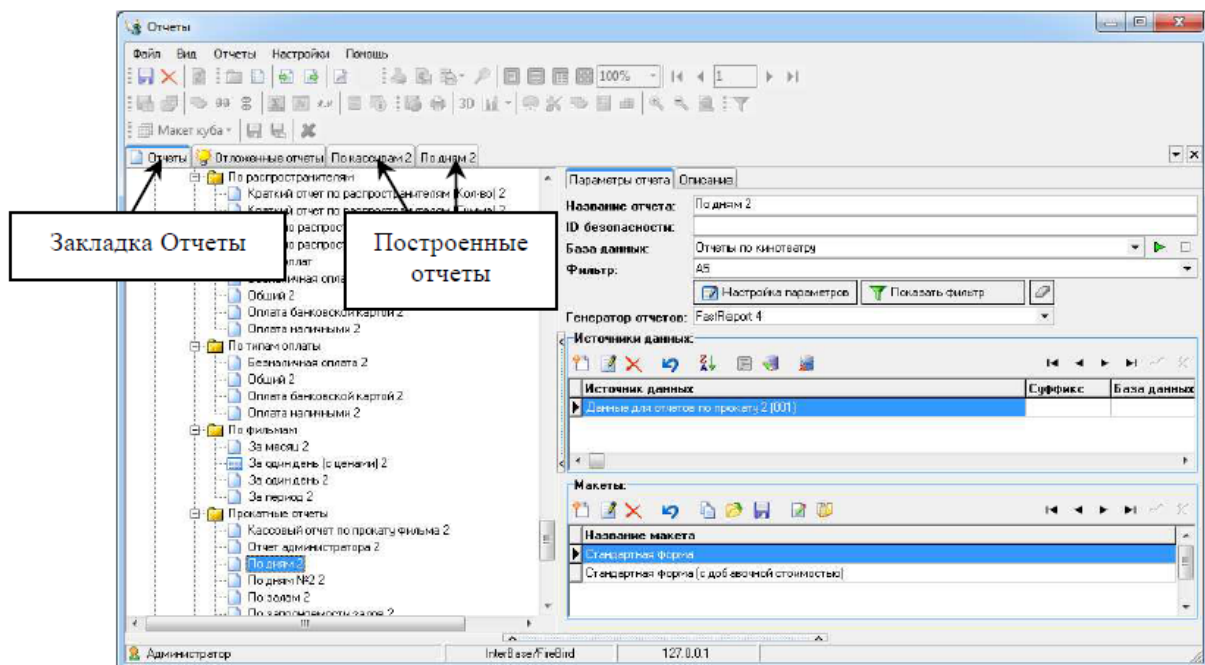 Отчеты
Файл Вид Отчеты Настройки Помощь
100%
1
3D
Макет куба
Отчеты Отложенные отчеты По кассирам 2 По дням 2
По распространителям
Краткий отчет по распространителям (Кол-во) 2
Закладка Отчеты
Построенные отчеты
Общий 2
Оплата банковской картой 2
Оплата наличными 2
По типам оплаты
Безналичная оплата 2
Общий 2
Оплата банковской картой 2
Оплата наличными 2
По фильмам
За месяц 2
За один день (с ценами) 2
За один день 2
За период 2
Прокатные отчеты
Кассовый отчет по прокату фильма 2
Отчет администратора 2
По дням 2
По дням №2 2
По залам 2
По заполняемости залов 2
Параметры отчета Описание
Название отчета: По дням 2
ID безопасности:
База данных: Отчеты по кинотеатру
Фильтр: A5
Настройка параметров Показать фильтр
Генератор отчетов: FastReport 4
Источники данных:
Источник данных Суффикс База данных
Данные для отчетов по прокату 2 (001)
Макеты:
Название макета
Стандартная форма
Стандартная форма (с добавочной стоимостью)
Администратор InterBase/FireBird 127.0.0.1